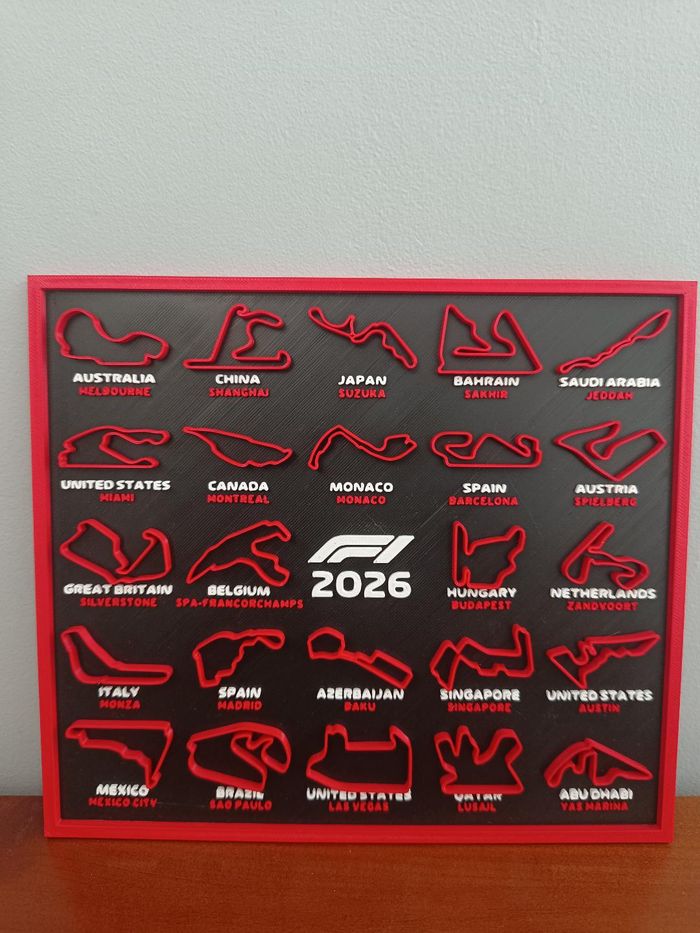 AUSTRALIA
MELBOURNE
CHINA
SHANGHAI
JAPAN
SUZUKA
BAHRAIN
SAKHIR
SAUDI ARABIA
JEDDAH
UNITED STATES
MIAMI
CANADA
MONTREAL
MONACO
MONACO
SPAIN
BARCELONA
AUSTRIA
SPIELBERG
GREAT BRITAIN
SILVERSTONE
BELGIUM
SPA-FRANCORCHAMPS
F1
2026
HUNGARY
BUDAPEST
NETHERLANDS
ZANDVOORT
ITALY
MONZA
SPAIN
MADRID
AZERBAIJAN
BAKU
SINGAPORE
SINGAPORE
UNITED STATES
AUSTIN
MEXICO
MEXICO CITY
BRAZIL
SAO PAULO
UNITED STATES
LAS VEGAS
QATAR
LUSAIL
ABU DHABI
YAS MARINA